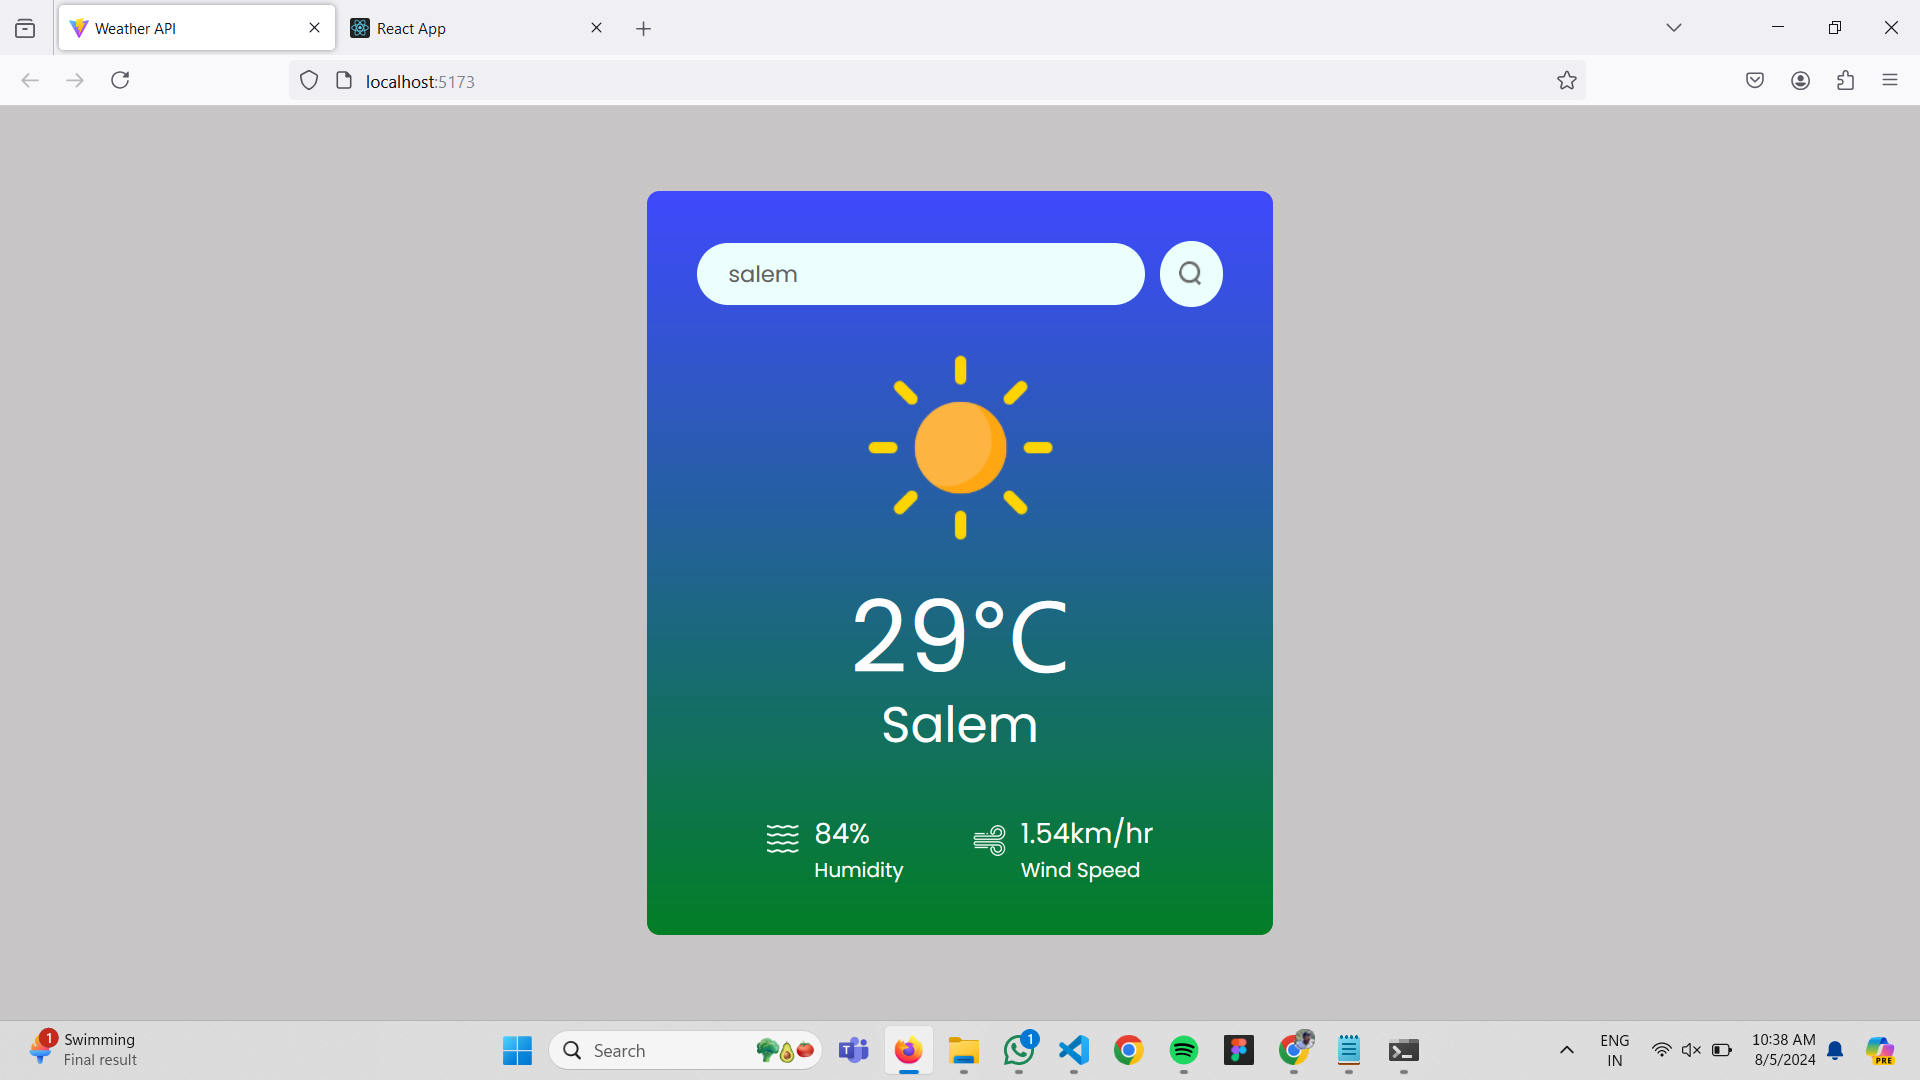 Weather API
React App
localhost:5173
salem
29°C
Salem
84%
Humidity
1.54km/hr
Wind Speed
1
Swimming
Final result
Search
T
1
ENG
IN
10:38 AM
8/5/2024
PRE